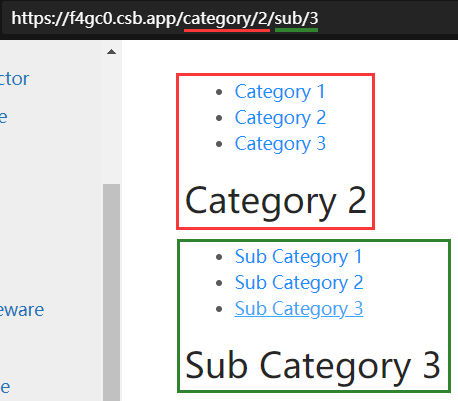 https://f4gc0.csb.app/category/2/sub/3
ctor
e
Category 1
Category 2
Category 3
Category 2
Sub Category 1
Sub Category 2
eware
Sub Category 3
Sub Category 3
e